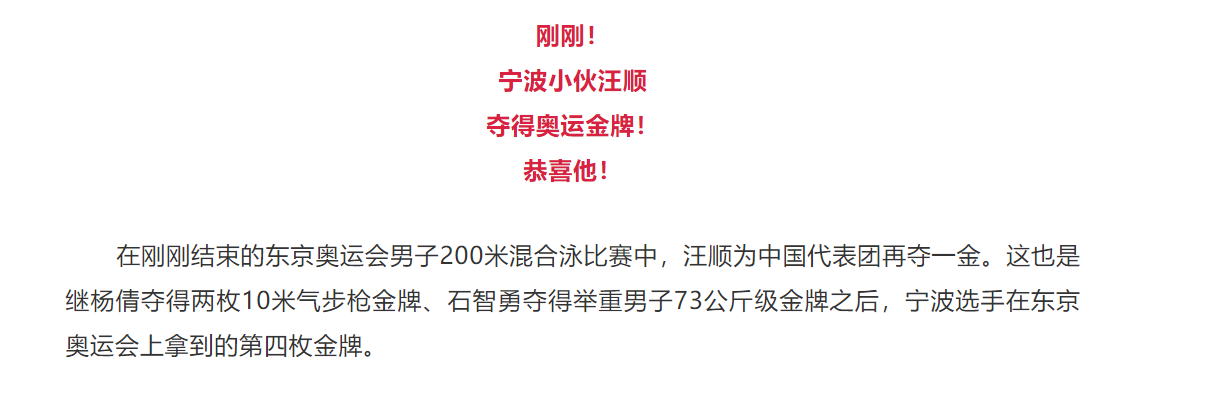 刚刚！
宁波小伙汪顺
夺得奥运金牌！
恭喜他！
在刚刚结束的东京奥运会男子200米混合泳比赛中，汪顺为中国代表团再夺一金。这也是
继杨倩夺得两枚10米气步枪金牌、石智勇夺得举重男子73公斤级金牌之后，宁波选手在东京
奥运会上拿到的第四枚金牌。